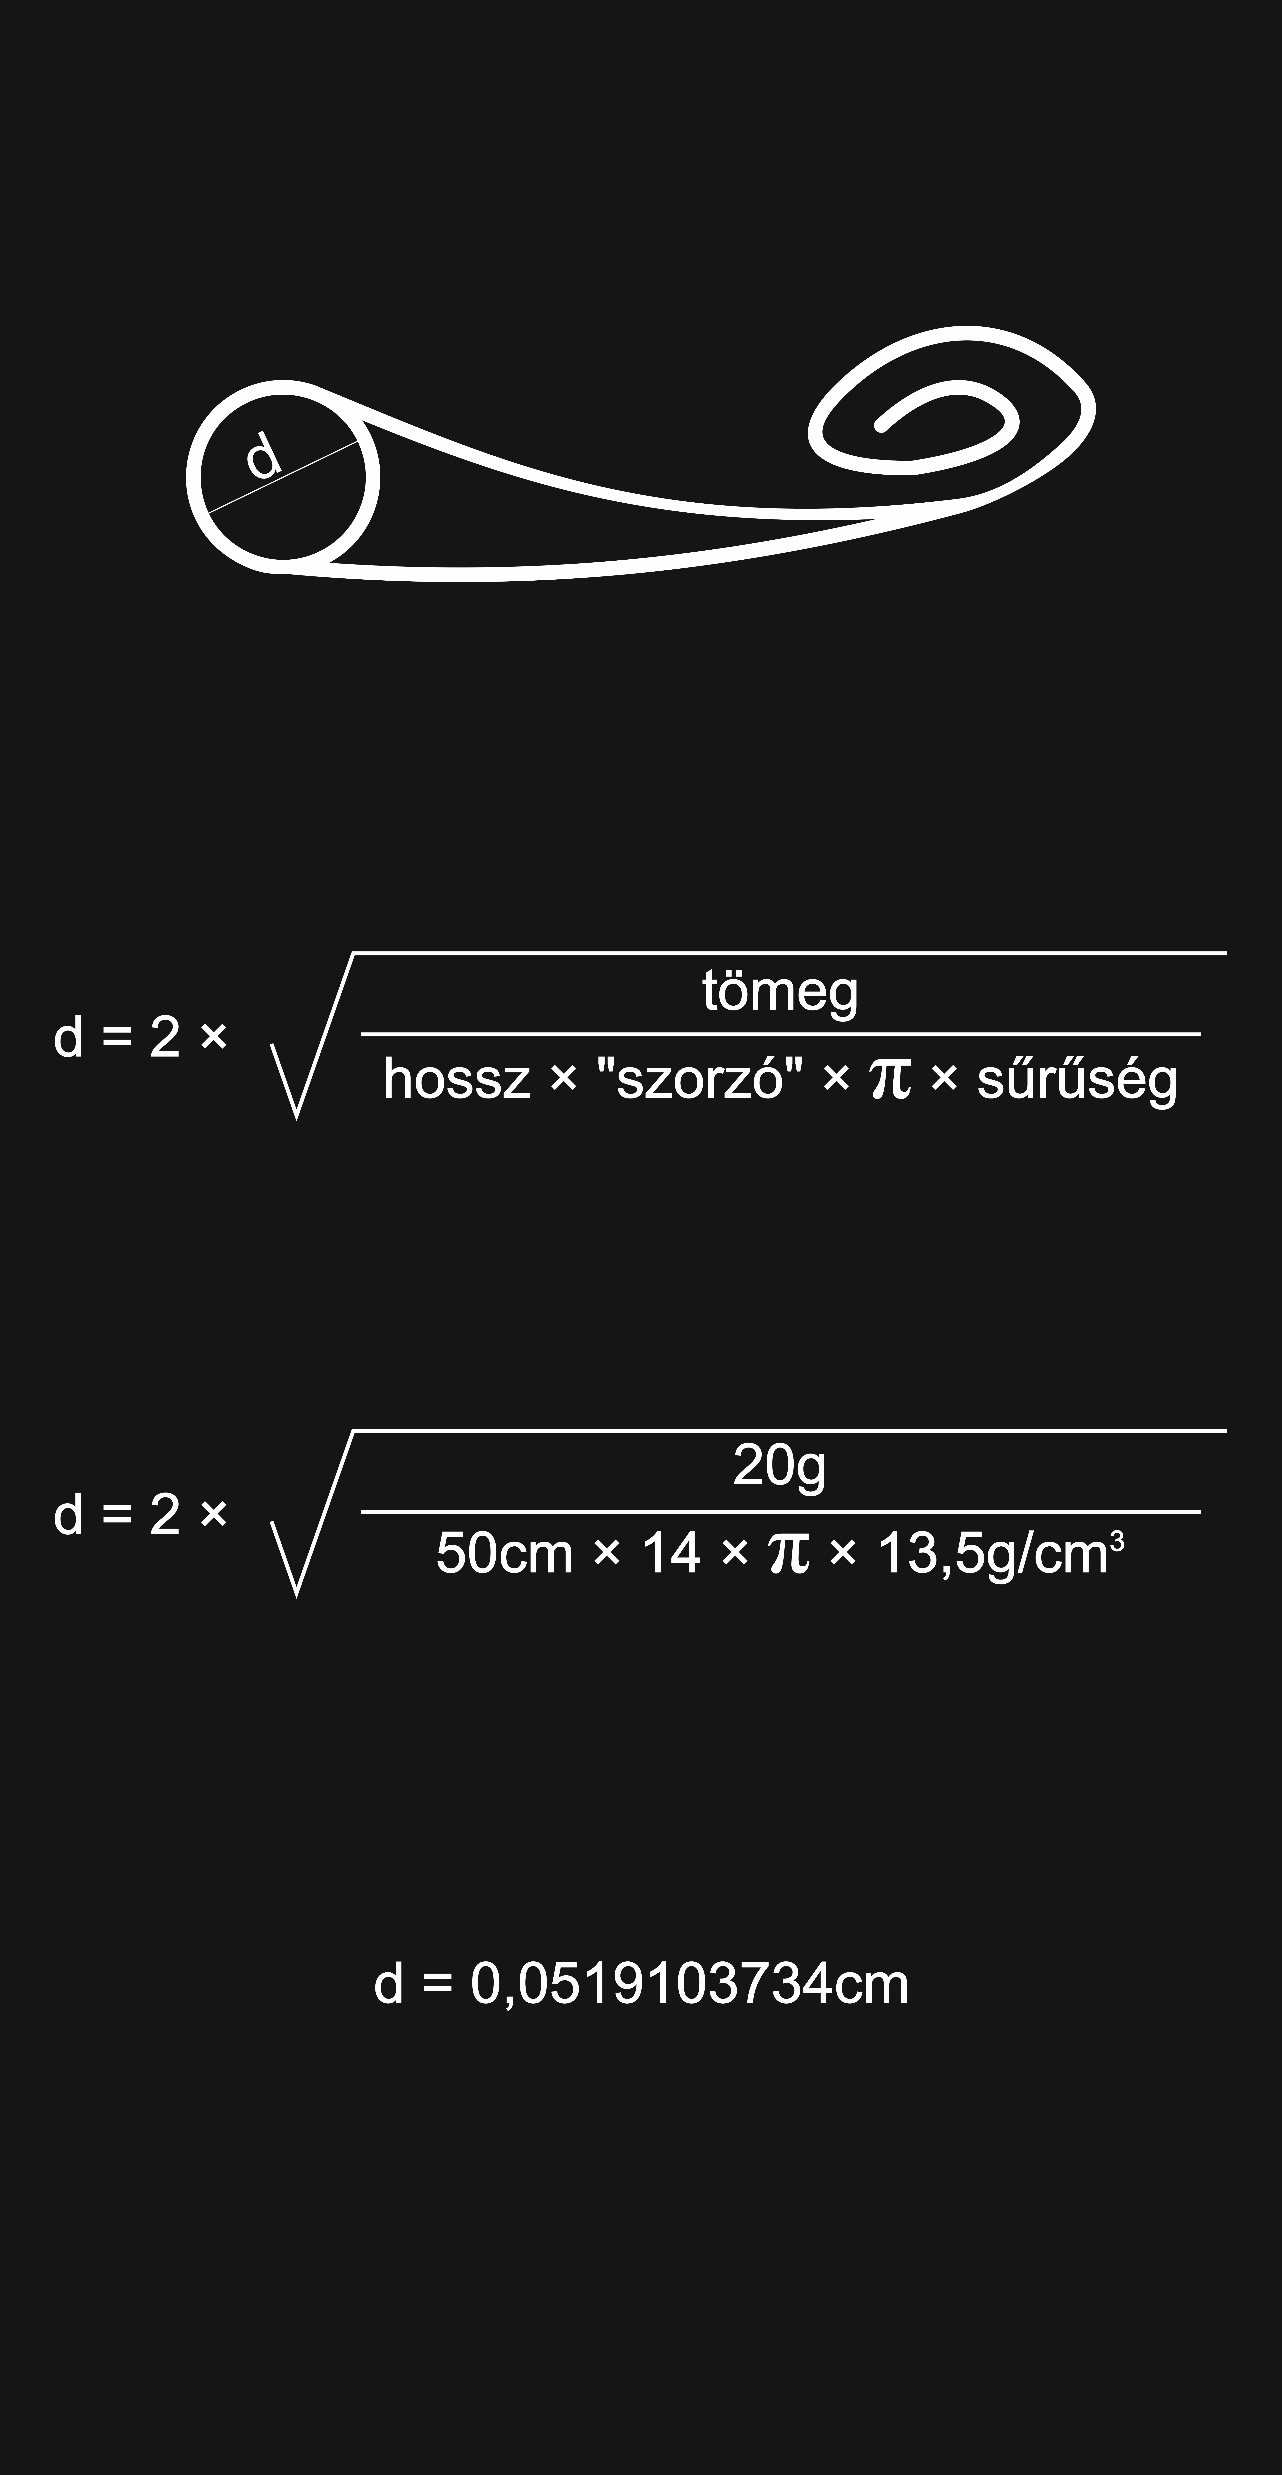 d
d = 2 × √
tömeg
hossz × "szorzó" × π × sűrűség
d = 2 × √
20g
50cm × 14 × π × 13,5g/cm³
d = 0,0519103734cm